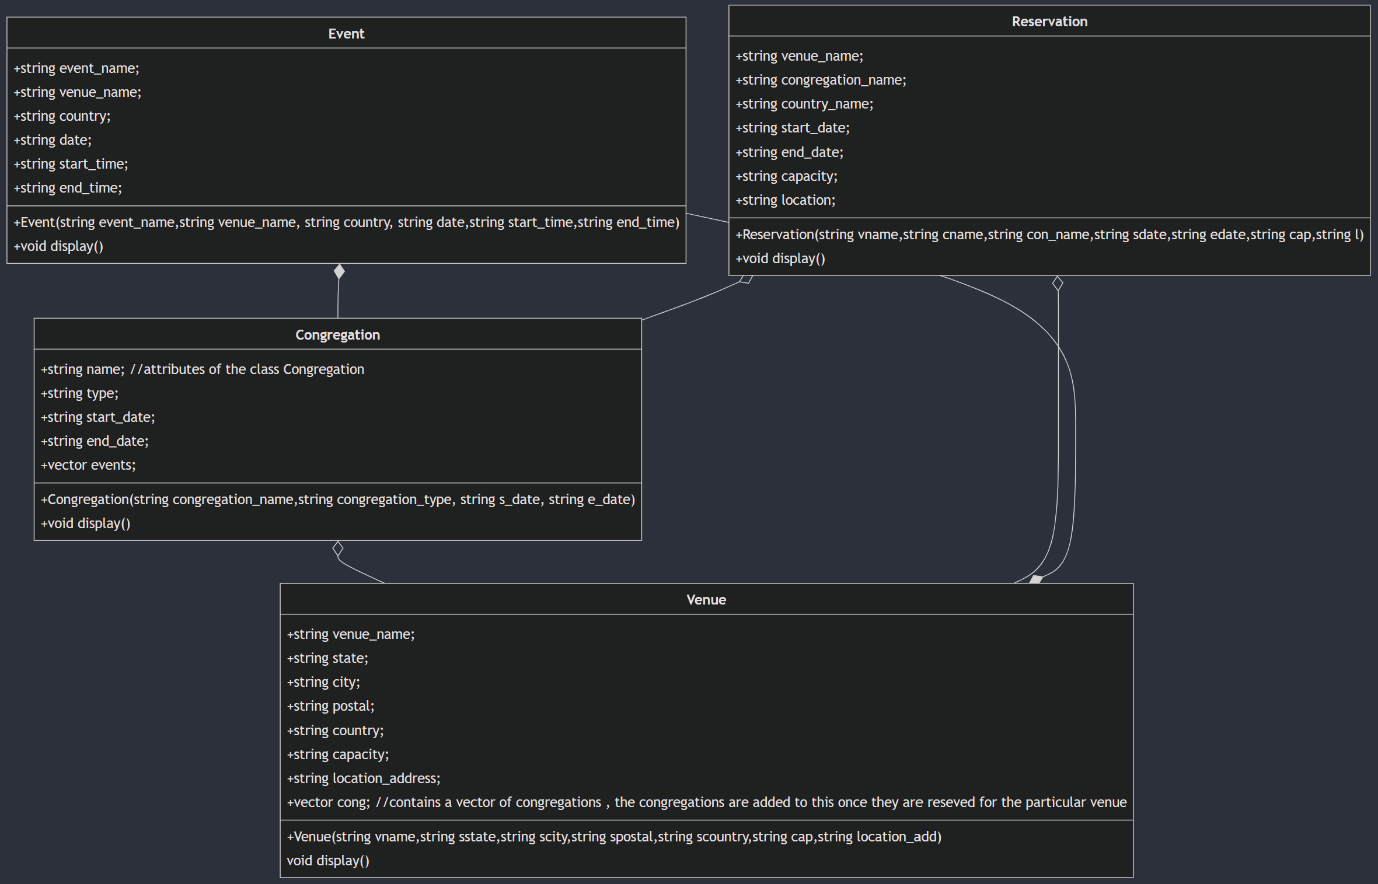 Event
+string event_name;
+string venue_name;
+string country;
+string date;
+string start_time;
+string end_time;
+Event(string event_name,string venue_name, string country, string date,string start_time,string end_time)
+void display()
Reservation
+string venue_name;
+string congregation_name;
+string country_name;
+string start_date;
+string end_date;
+string capacity;
+string location;
+Reservation(string vname,string cname,string con_name,string sdate,string edate,string cap,string l)
+void display()
Congregation
+string name; //attributes of the class Congregation
+string type;
+string start_date;
+string end_date;
+vector events;
+Congregation(string congregation_name,string congregation_type, string s_date, string e_date)
+void display()
Venue
+string venue_name;
+string state;
+string city;
+string postal;
+string country;
+string capacity;
+string location_address;
+vector cong; //contains a vector of congregations , the congregations are added to this once they are reseved for the particular venue
+Venue(string vname,string sstate,string scity,string spostal,string scountry,string cap,string location_add)
void display()